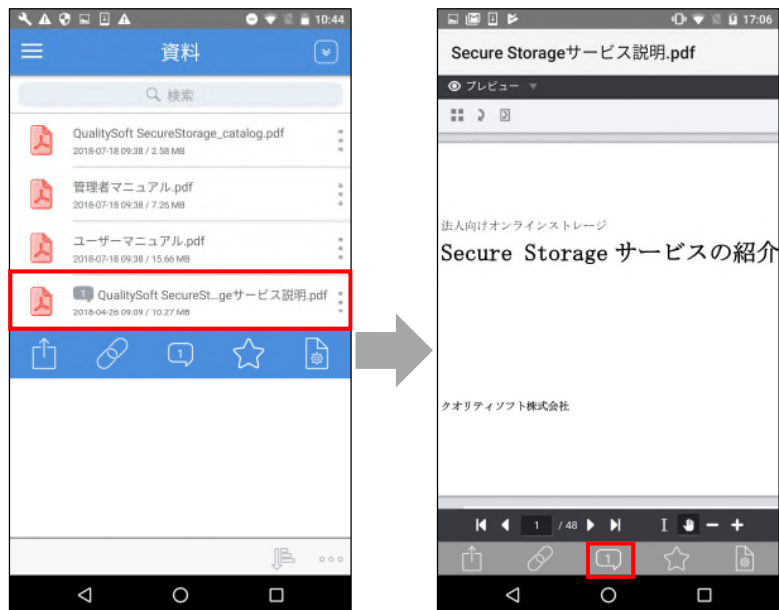 10:44
資料
検索
QualitySoft SecureStorage_catalog.pdf
2018-07-18 09:38 / 2.58 MB
管理者マニュアル.pdf
2018-07-18 09:38 / 7.26 MB
ユーザーマニュアル.pdf
2018-07-18 09:38 / 15.66 MB
1 QualitySoft SecureSt...geサービス説明.pdf
2018-04-26 09:09 / 10.27 MB
1
17:06
Secure Storageサービス説明.pdf
プレビュー
法人向けオンラインストレージ
Secure Storage サービスの紹介
クオリティソフト株式会社
1 / 48
1